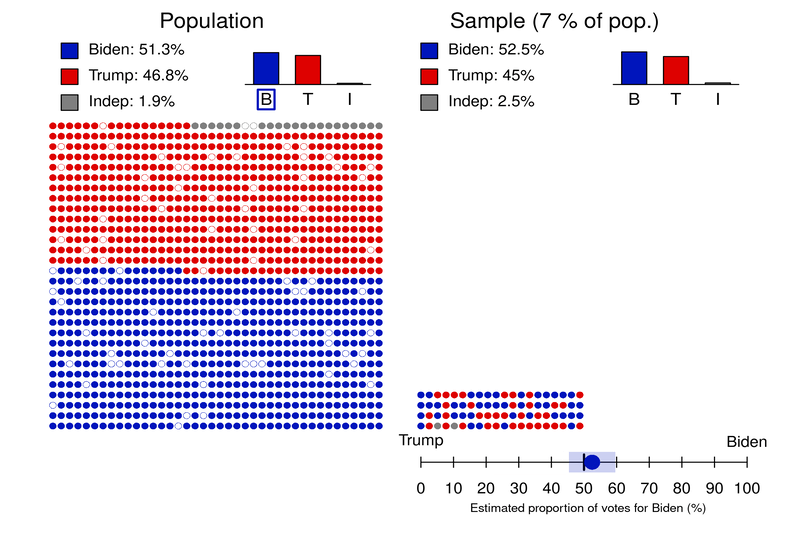 Population
Biden: 51.3%
Trump: 46.8%
Indep: 1.9%
B T I
Sample (7 % of pop.)
Biden: 52.5%
Trump: 45%
Indep: 2.5%
B T I
Trump Biden
0 10 20 30 40 50 60 70 80 90 100
Estimated proportion of votes for Biden (%)